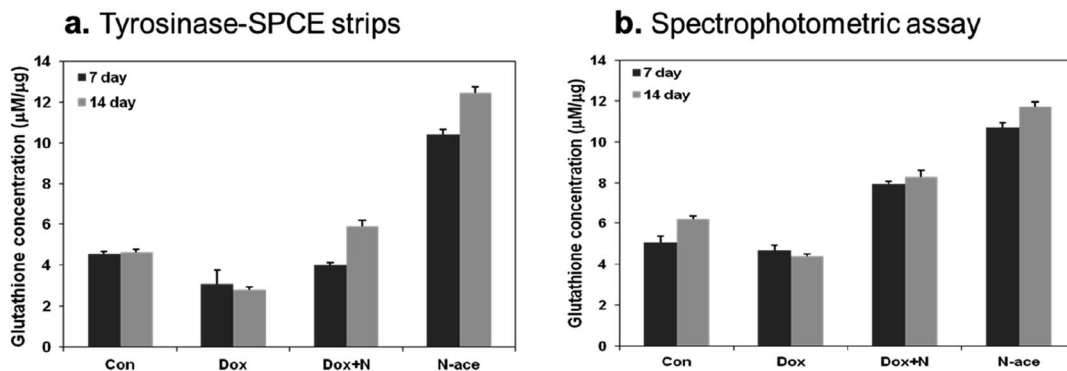 a. Tyrosinase-SPCE strips
Glutathione concentration (µM/µg)
14
12
10
8
6
4
2
0
7 day
14 day
Con Dox Dox+N N-ace
b. Spectrophotometric assay
Glutathione concentration (µM/µg)
14
12
10
8
6
4
2
0
7 day
14 day
Con Dox Dox+N N-ace